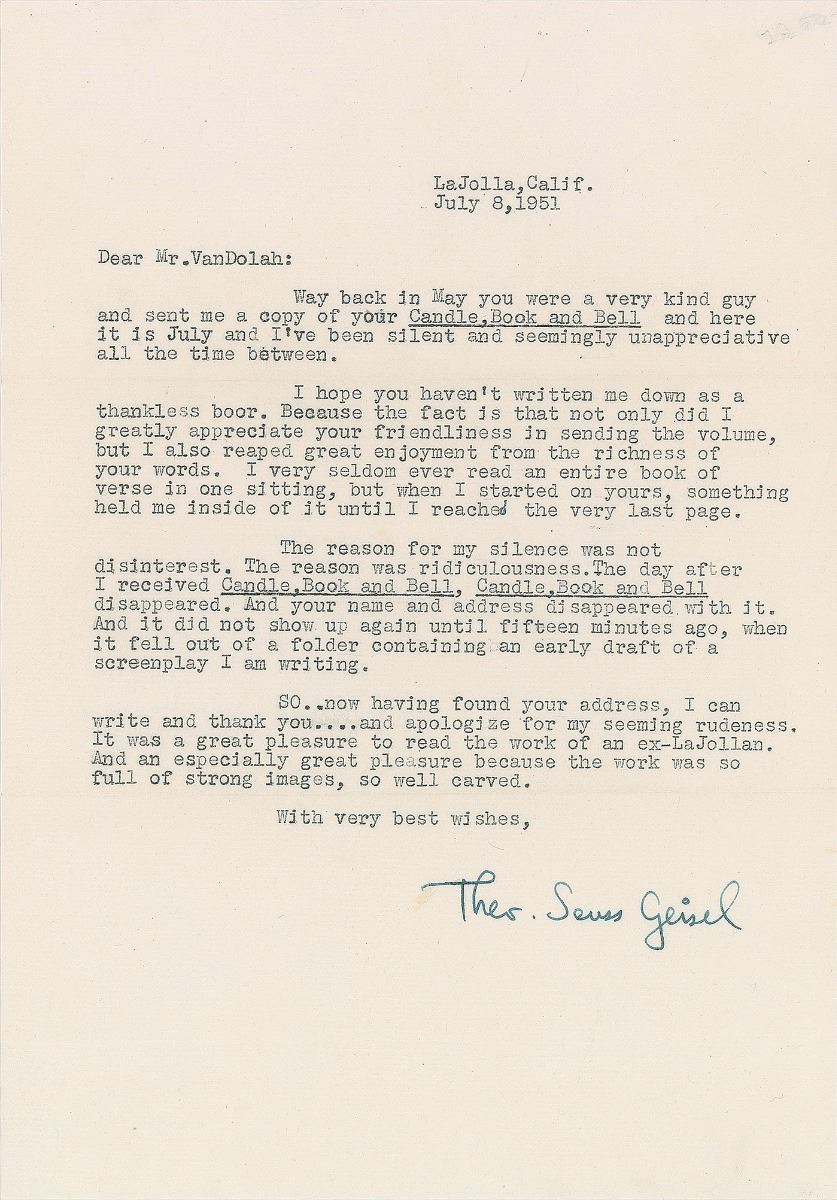 LaJolla,Calif.
July 8,1951
Dear Mr.VanDolah:
Way back in May you were a very kind guy
and sent me a copy of your Candle,Book and Bell and here
it is July and I've been silent and seemingly unappreciative
all the time between.
I hope you haven't written me down as a
thankless boor. Because the fact is that not only did I
greatly appreciate your friendliness in sending the volume,
but I also reaped great enjoyment from the richness of
your words. I very seldom ever read an entire book of
verse in one sitting, but when I started on yours, something
held me inside of it until I reached the very last page.
The reason for my silence was not
disinterest. The reason was ridiculousness.The day after
I received Candle,Book and Bell, Candle,Book and Bell
disappeared. And your name and address disappeared with it.
And it did not show up again until fifteen minutes ago, when
it fell out of a folder containing an early draft of a
screenplay I am writing.
SO..now having found your address, I can
write and thank you....and apologize for my seeming rudeness.
It was a great pleasure to read the work of an ex-LaJollan.
And an especially great pleasure because the work was so
full of strong images, so well carved.
With very best wishes,
Theo. Seuss Geisel